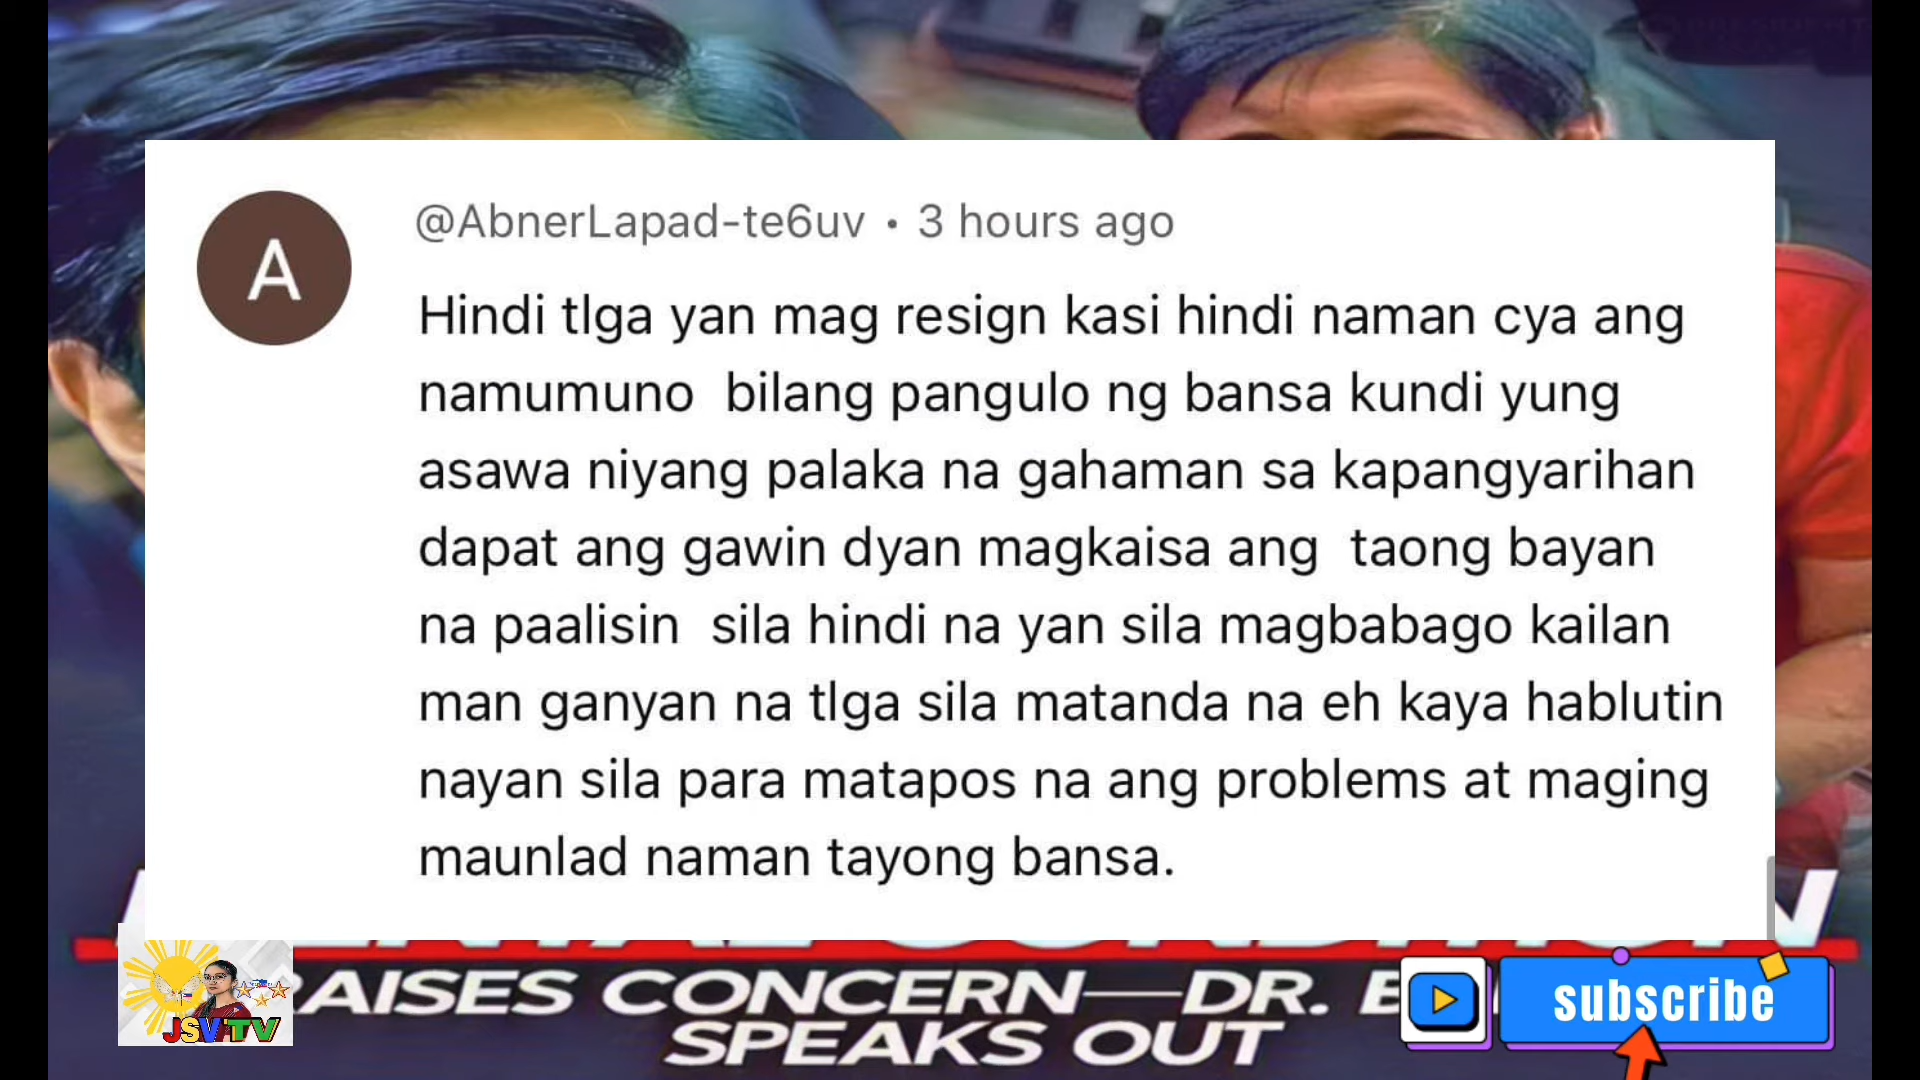 @AbnerLapad-te6uv • 3 hours ago
A
Hindi tlga yan mag resign kasi hindi naman cya ang
namumuno bilang pangulo ng bansa kundi yung
asawa niyang palaka na gahaman sa kapangyarihan
dapat ang gawin dyan magkaisa ang taong bayan
na paalisin sila hindi na yan sila magbabago kailan
man ganyan na tlga sila matanda na eh kaya hablutin
nayan sila para matapos na ang problems at maging
maunlad naman tayong bansa.
CONCERN—DR.
SPEAKS OUT
JSV TV
subscribe